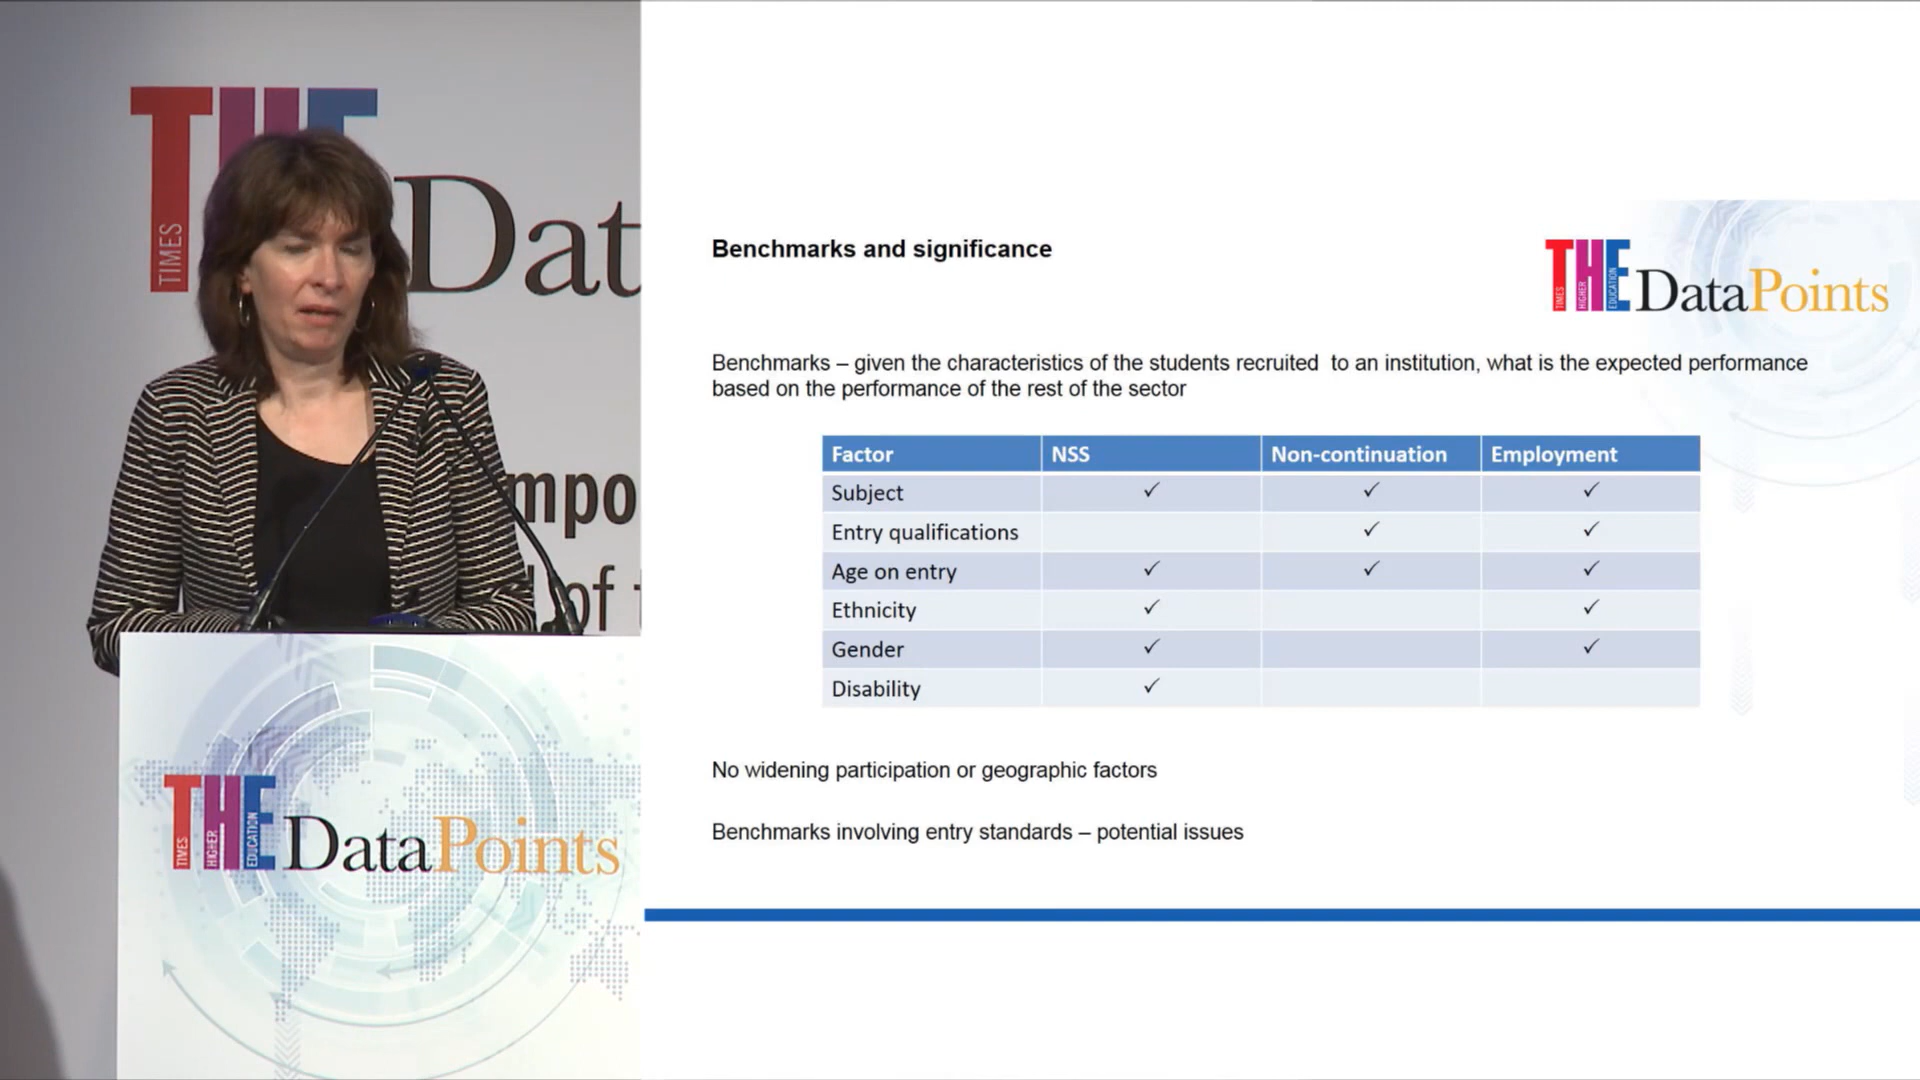 THE
TIMES
Dat
mpo
of
THE
TIMES
HIGHER
EDUCATION
DataPoints
Benchmarks and significance
THE
TIMES
HIGHER
EDUCATION
DataPoints
Benchmarks – given the characteristics of the students recruited to an institution, what is the expected performance
based on the performance of the rest of the sector
Factor NSS Non-continuation Employment
Subject ✓ ✓ ✓
Entry qualifications ✓ ✓
Age on entry ✓ ✓ ✓
Ethnicity ✓ ✓
Gender ✓ ✓
Disability ✓
No widening participation or geographic factors
Benchmarks involving entry standards – potential issues